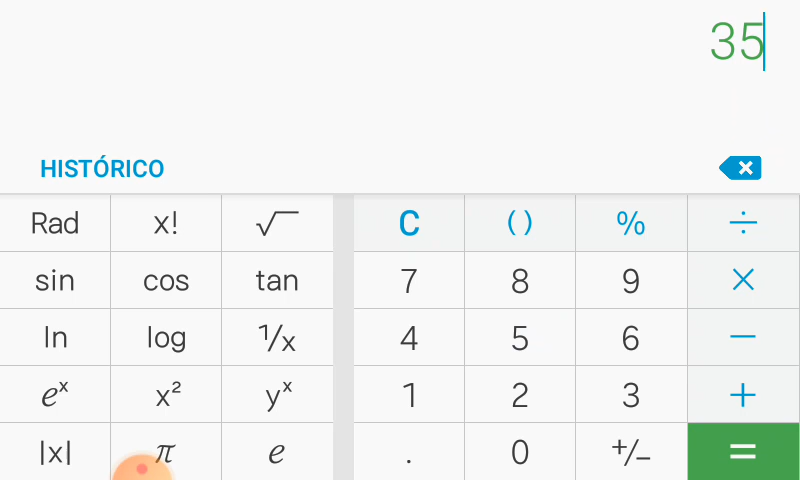 35
HISTÓRICO
Rad x! √ C ( ) % ÷
sin cos tan 7 8 9 ×
ln log 1/x 4 5 6 −
eˣ x² yˣ 1 2 3 +
|x| π e . 0 +/− =